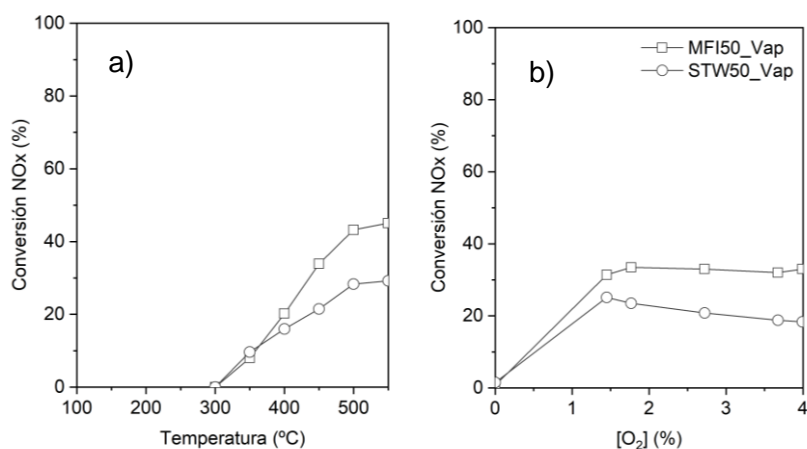 a)
100
80
60
40
20
0
Conversión NOx (%)
100 200 300 400 500
Temperatura (ºC)
b)
MFI50_Vap
STW50_Vap
100
80
60
40
20
0
Conversión NOx (%)
0 1 2 3 4
[O₂] (%)